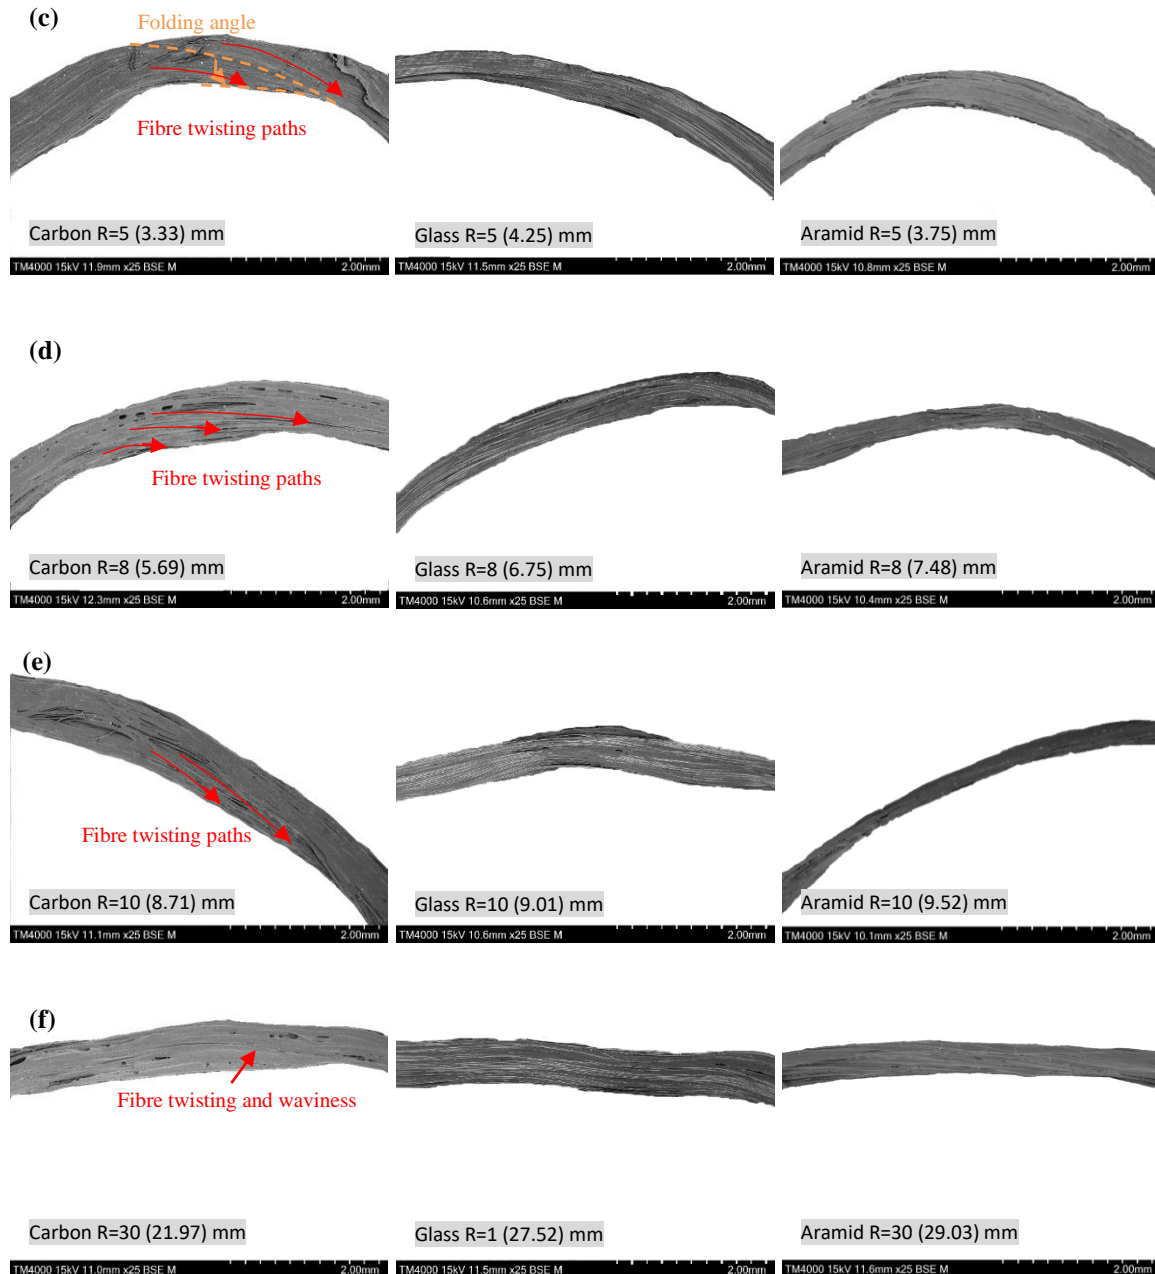 (c)
Folding angle
Fibre twisting paths
Carbon R=5 (3.33) mm
Glass R=5 (4.25) mm
Aramid R=5 (3.75) mm
TM4000 15kV 11.9mm x25 BSE M 2.00mm
TM4000 15kV 11.5mm x25 BSE M 2.00mm
TM4000 15kV 10.8mm x25 BSE M 2.00mm
(d)
Fibre twisting paths
Carbon R=8 (5.69) mm
Glass R=8 (6.75) mm
Aramid R=8 (7.48) mm
TM4000 15kV 12.3mm x25 BSE M 2.00mm
TM4000 15kV 10.6mm x25 BSE M 2.00mm
TM4000 15kV 10.4mm x25 BSE M 2.00mm
(e)
Fibre twisting paths
Carbon R=10 (8.71) mm
Glass R=10 (9.01) mm
Aramid R=10 (9.52) mm
TM4000 15kV 11.1mm x25 BSE M 2.00mm
TM4000 15kV 10.6mm x25 BSE M 2.00mm
TM4000 15kV 10.1mm x25 BSE M 2.00mm
(f)
Fibre twisting and waviness
Carbon R=30 (21.97) mm
Glass R=1 (27.52) mm
Aramid R=30 (29.03) mm
TM4000 15kV 11.0mm x25 BSE M 2.00mm
TM4000 15kV 11.5mm x25 BSE M 2.00mm
TM4000 15kV 11.6mm x25 BSE M 2.00mm